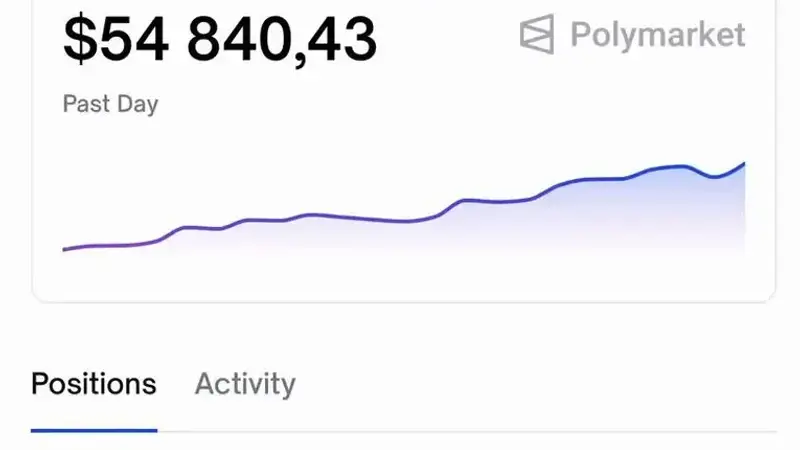 $54 840,43
Polymarket
Past Day
Positions
Activity